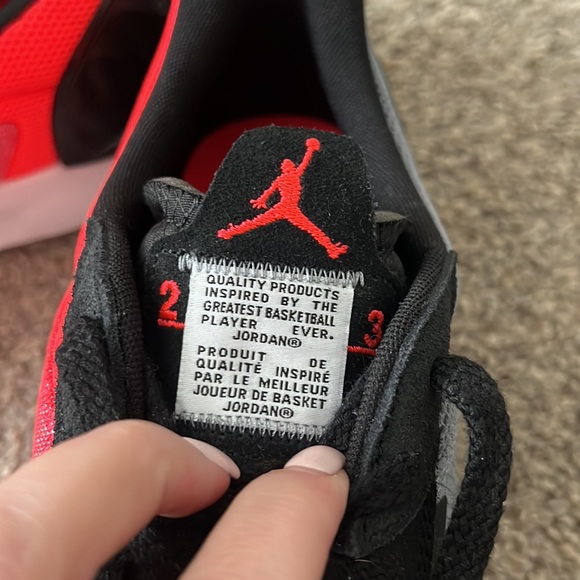 2 3
QUALITY PRODUCTS
INSPIRED BY THE
GREATEST BASKETBALL
PLAYER EVER.
JORDAN®
PRODUIT DE
QUALITÉ INSPIRÉ
PAR LE MEILLEUR
JOUEUR DE BASKET
JORDAN®